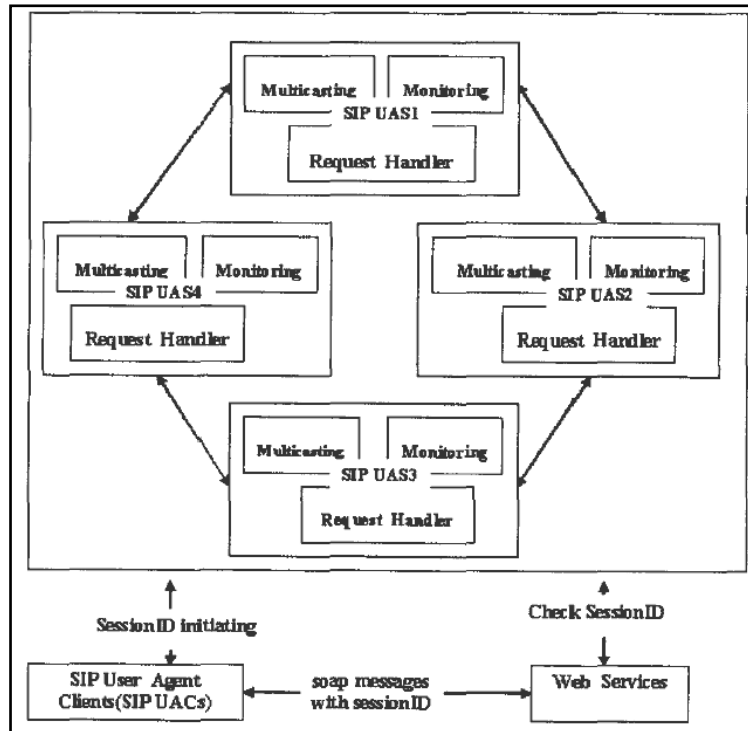 Multicasting
Monitoring
SIP UAS1
Request Handler
Multicasting
Monitoring
SIP UAS4
Request Handler
Multicasting
Monitoring
SIP UAS2
Request Handler
Multicasting
Monitoring
SIP UAS3
Request Handler
SessionID initiating
Check SessionID
SIP User Agent
Clients(SIP UACs)
soap messages
with sessionID
Web Services